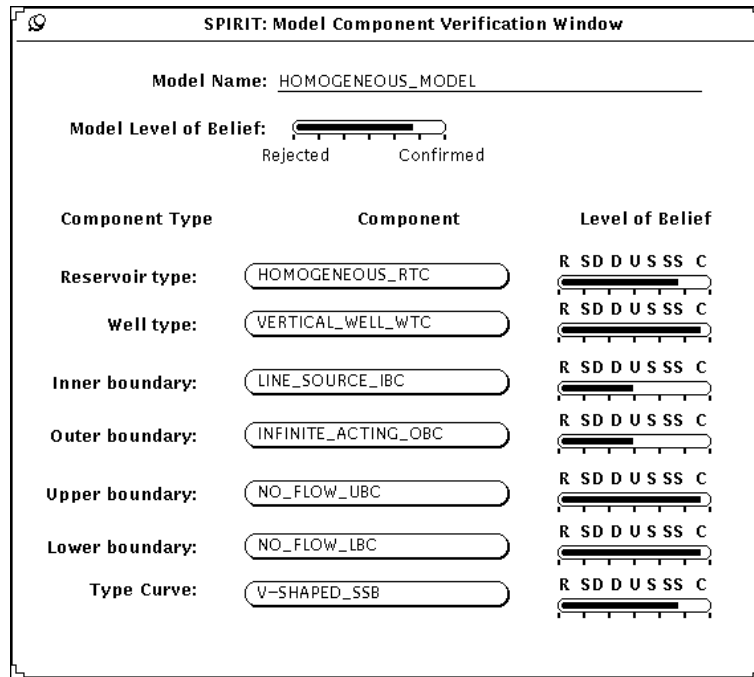 SPIRIT: Model Component Verification Window
Model Name: HOMOGENEOUS_MODEL
Model Level of Belief:
Rejected Confirmed
Component Type Component Level of Belief
R SD D U S SS C
Reservoir type: HOMOGENEOUS_RTC
R SD D U S SS C
Well type: VERTICAL_WELL_WTC
R SD D U S SS C
Inner boundary: LINE_SOURCE_IBC
R SD D U S SS C
Outer boundary: INFINITE_ACTING_OBC
R SD D U S SS C
Upper boundary: NO_FLOW_UBC
R SD D U S SS C
Lower boundary: NO_FLOW_LBC
R SD D U S SS C
Type Curve: V-SHAPED_SSB